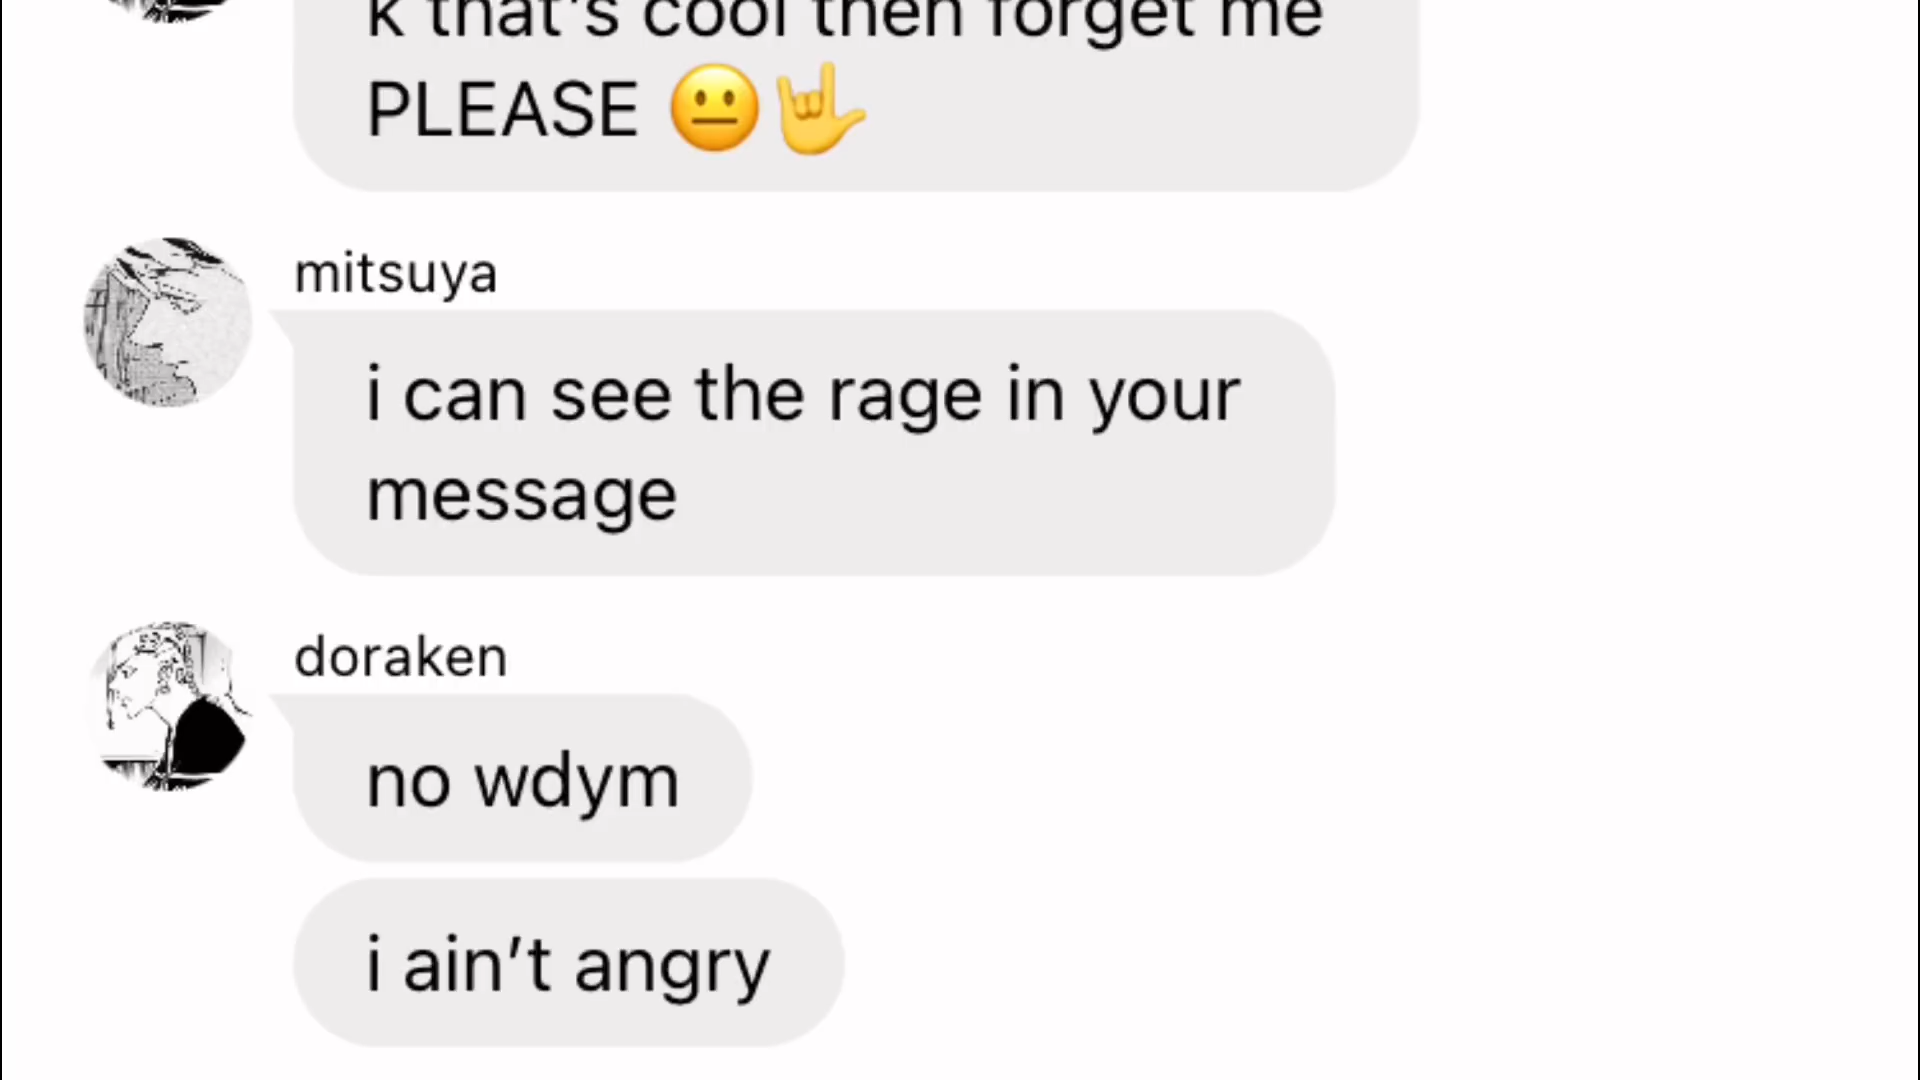 k that's cool then forget me
PLEASE 😐🤟
mitsuya
i can see the rage in your
message
doraken
no wdym
i ain't angry